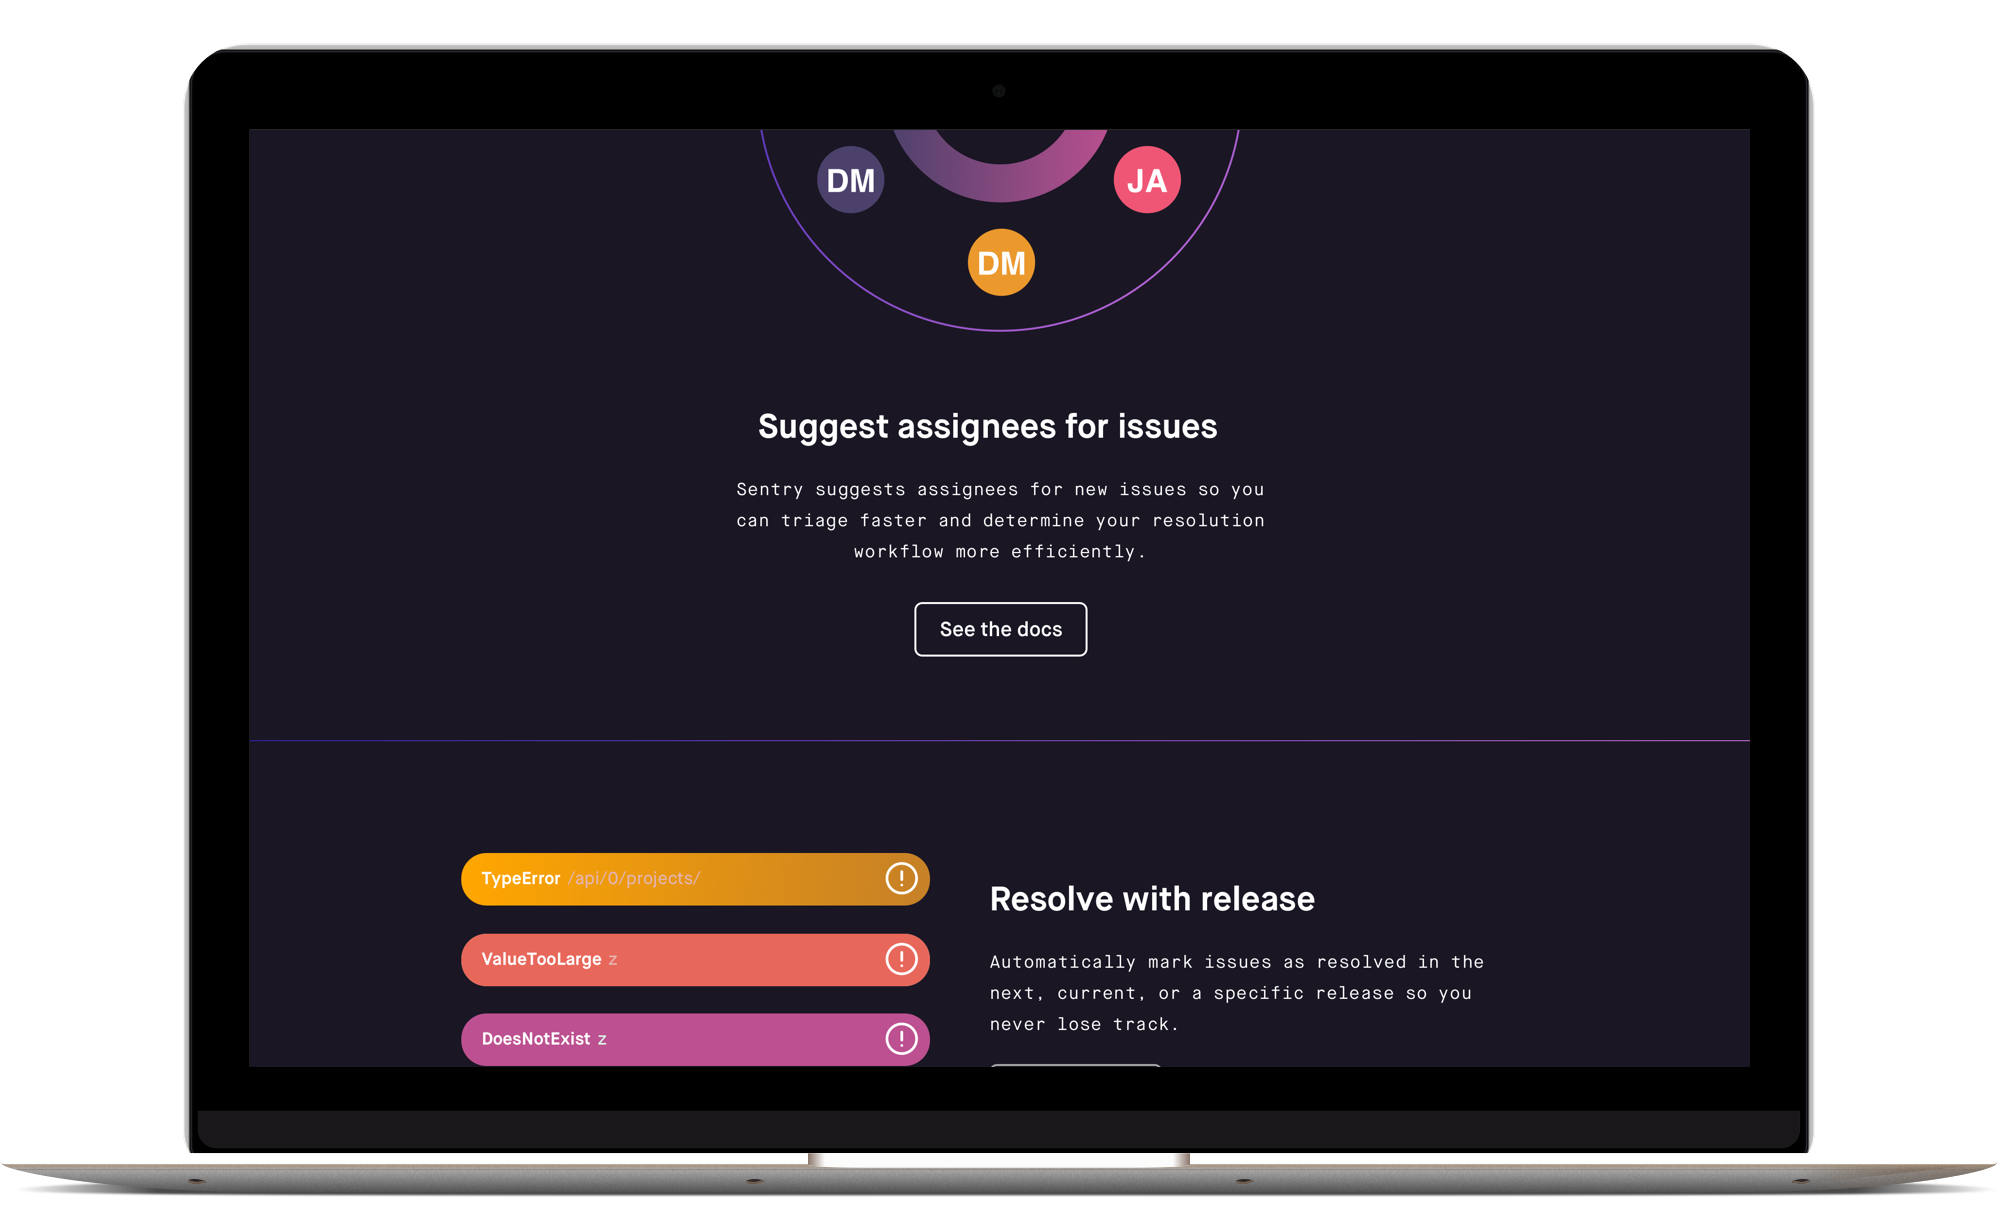 DM
JA
DM
Suggest assignees for issues
Sentry suggests assignees for new issues so you
can triage faster and determine your resolution
workflow more efficiently.
See the docs
TypeError /api/0/projects/
ValueTooLarge z
DoesNotExist z
Resolve with release
Automatically mark issues as resolved in the
next, current, or a specific release so you
never lose track.